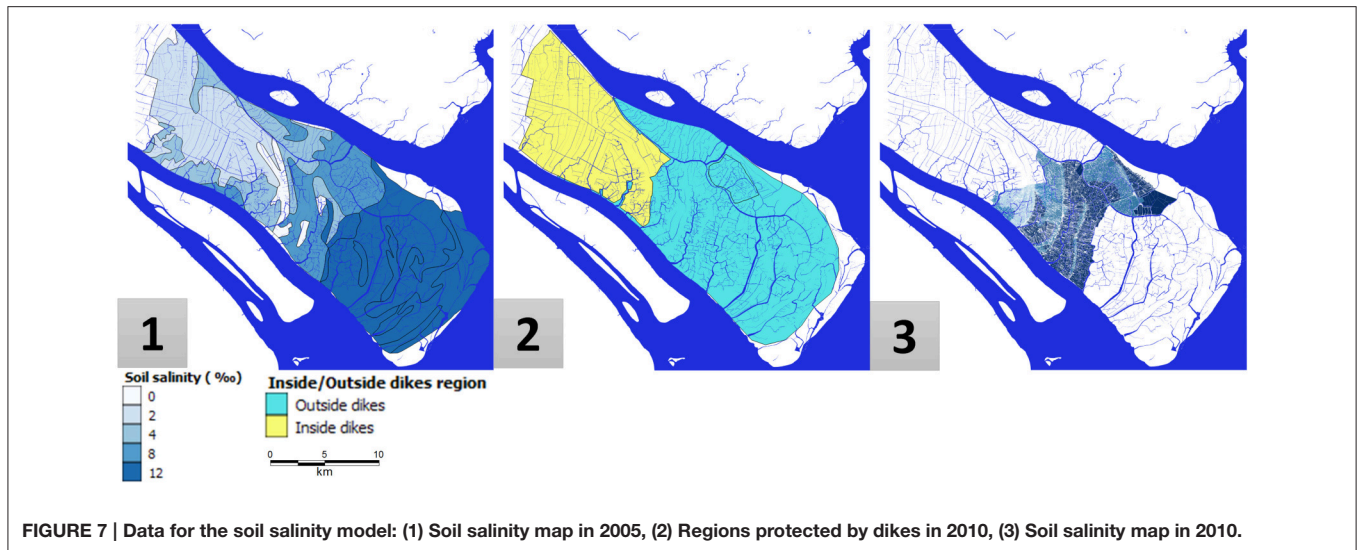 1
2
3
Soil salinity ( ‰)
0
2
4
8
12
Inside/Outside dikes region
Outside dikes
Inside dikes
0 5 10
km
FIGURE 7 | Data for the soil salinity model: (1) Soil salinity map in 2005, (2) Regions protected by dikes in 2010, (3) Soil salinity map in 2010.